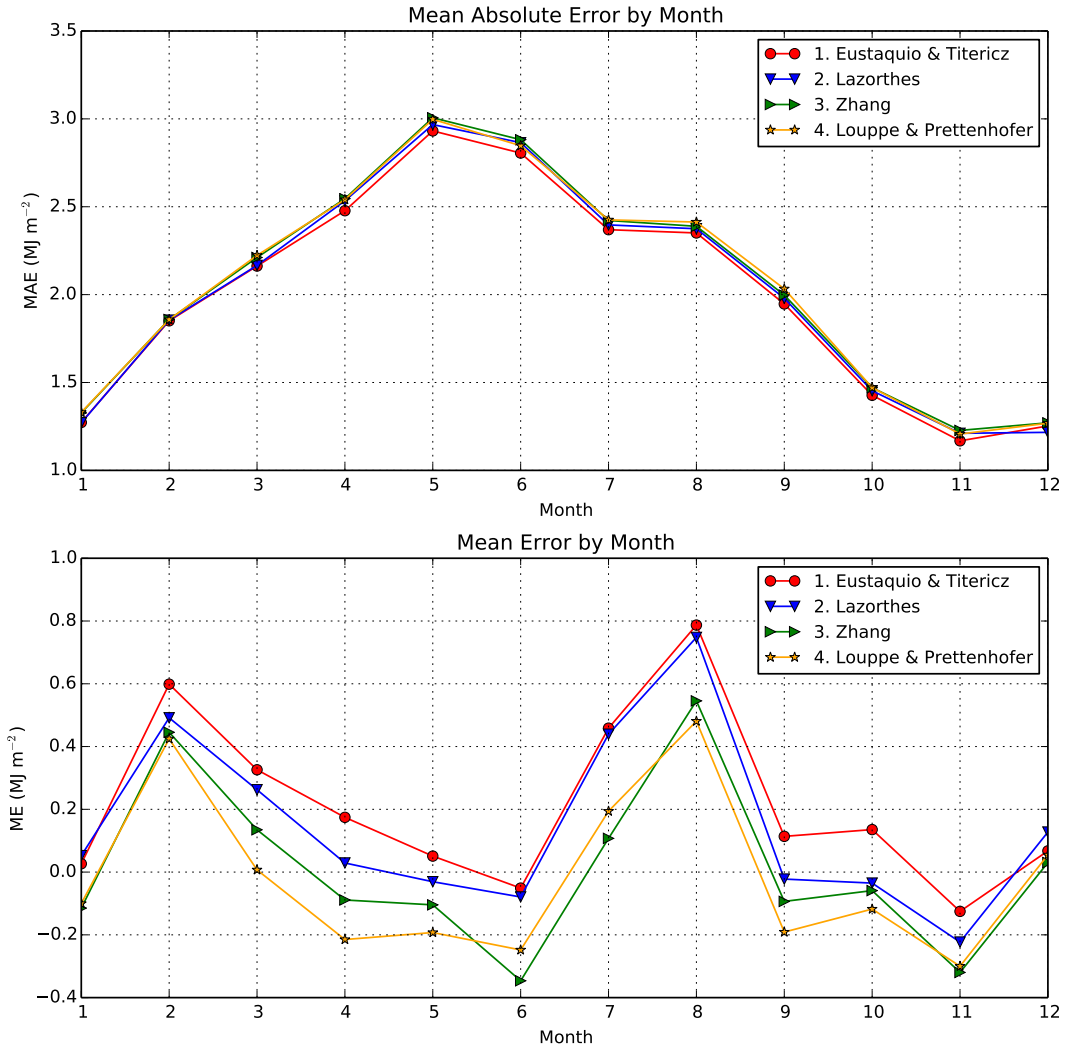 Mean Absolute Error by Month
3.5
3.0
2.5
2.0
1.5
1.0
MAE (MJ m⁻²)
1. Eustaquio & Titericz
2. Lazorthes
3. Zhang
4. Louppe & Prettenhofer
1 2 3 4 5 6 7 8 9 10 11 12
Month
Mean Error by Month
1.0
0.8
0.6
0.4
0.2
0.0
−0.2
−0.4
ME (MJ m⁻²)
1. Eustaquio & Titericz
2. Lazorthes
3. Zhang
4. Louppe & Prettenhofer
1 2 3 4 5 6 7 8 9 10 11 12
Month